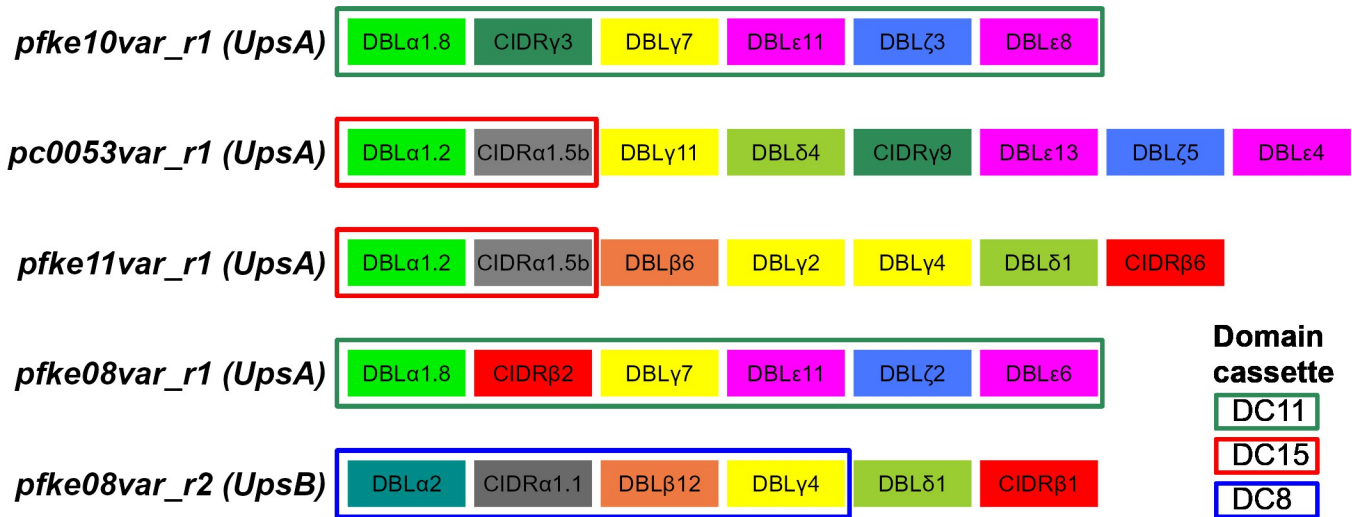 pfke10var_r1 (UpsA) DBLα1.8 CIDRγ3 DBLγ7 DBLε11 DBLζ3 DBLε8
pc0053var_r1 (UpsA) DBLα1.2 CIDRα1.5b DBLγ11 DBLδ4 CIDRγ9 DBLε13 DBLζ5 DBLε4
pfke11var_r1 (UpsA) DBLα1.2 CIDRα1.5b DBLβ6 DBLγ2 DBLγ4 DBLδ1 CIDRβ6
pfke08var_r1 (UpsA) DBLα1.8 CIDRβ2 DBLγ7 DBLε11 DBLζ2 DBLε6
pfke08var_r2 (UpsB) DBLα2 CIDRα1.1 DBLβ12 DBLγ4 DBLδ1 CIDRβ1
Domain
cassette
DC11
DC15
DC8